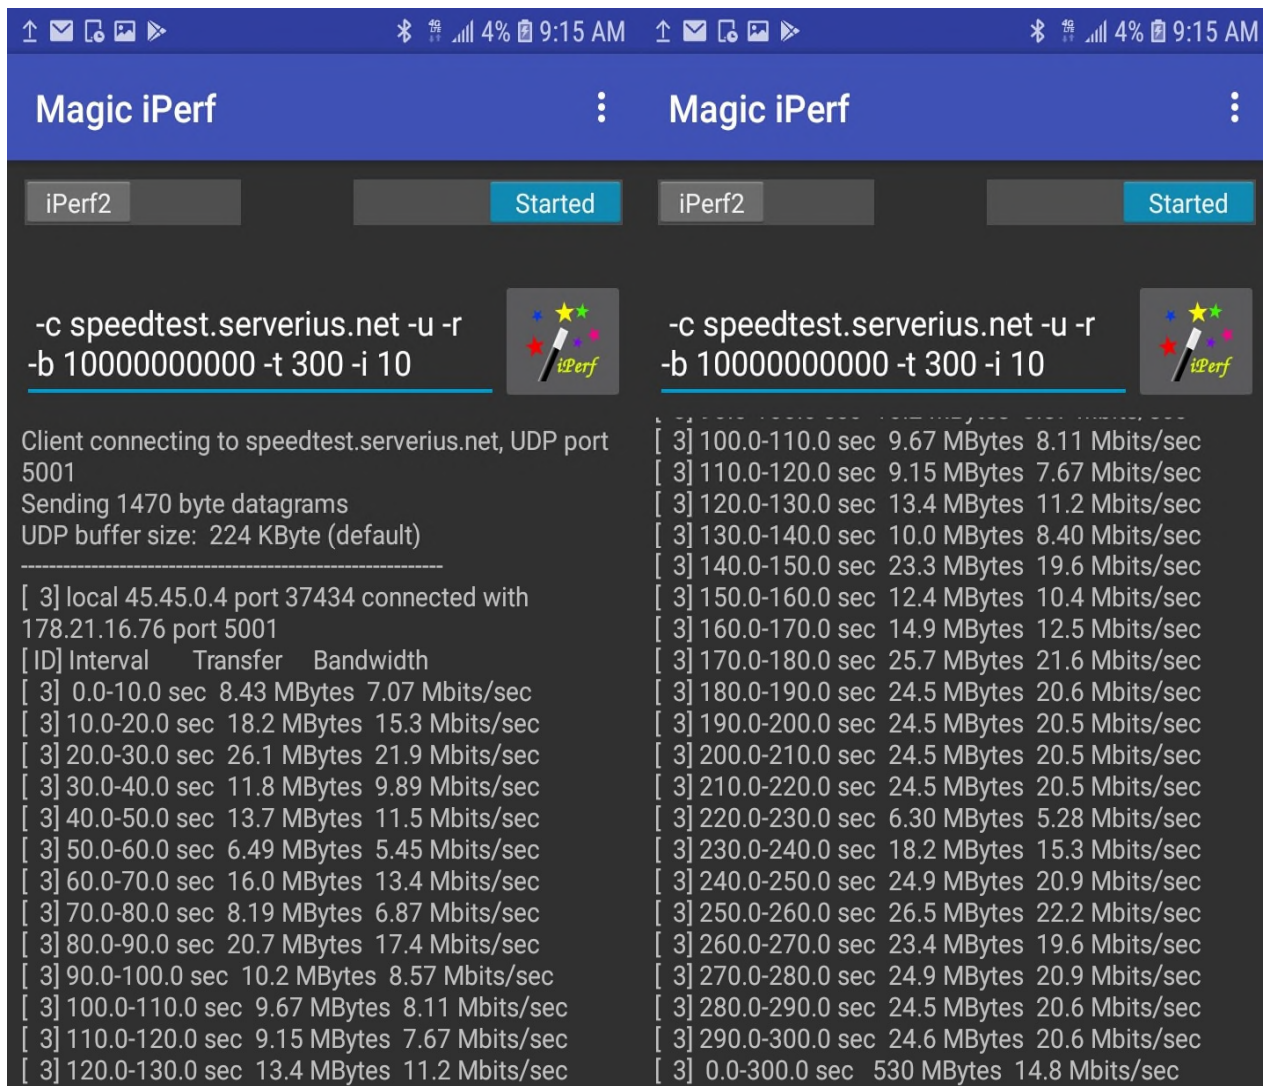 4% 9:15 AM
Magic iPerf
iPerf2
Started
-c speedtest.serverius.net -u -r
-b 10000000000 -t 300 -i 10
iPerf
Client connecting to speedtest.serverius.net, UDP port
5001
Sending 1470 byte datagrams
UDP buffer size: 224 KByte (default)
------------------------------------------------------------
[ 3] local 45.45.0.4 port 37434 connected with
178.21.16.76 port 5001
[ ID] Interval Transfer Bandwidth
[ 3] 0.0-10.0 sec 8.43 MBytes 7.07 Mbits/sec
[ 3] 10.0-20.0 sec 18.2 MBytes 15.3 Mbits/sec
[ 3] 20.0-30.0 sec 26.1 MBytes 21.9 Mbits/sec
[ 3] 30.0-40.0 sec 11.8 MBytes 9.89 Mbits/sec
[ 3] 40.0-50.0 sec 13.7 MBytes 11.5 Mbits/sec
[ 3] 50.0-60.0 sec 6.49 MBytes 5.45 Mbits/sec
[ 3] 60.0-70.0 sec 16.0 MBytes 13.4 Mbits/sec
[ 3] 70.0-80.0 sec 8.19 MBytes 6.87 Mbits/sec
[ 3] 80.0-90.0 sec 20.7 MBytes 17.4 Mbits/sec
[ 3] 90.0-100.0 sec 10.2 MBytes 8.57 Mbits/sec
[ 3] 100.0-110.0 sec 9.67 MBytes 8.11 Mbits/sec
[ 3] 110.0-120.0 sec 9.15 MBytes 7.67 Mbits/sec
[ 3] 120.0-130.0 sec 13.4 MBytes 11.2 Mbits/sec
4% 9:15 AM
Magic iPerf
iPerf2
Started
-c speedtest.serverius.net -u -r
-b 10000000000 -t 300 -i 10
iPerf
[ 3] 100.0-110.0 sec 9.67 MBytes 8.11 Mbits/sec
[ 3] 110.0-120.0 sec 9.15 MBytes 7.67 Mbits/sec
[ 3] 120.0-130.0 sec 13.4 MBytes 11.2 Mbits/sec
[ 3] 130.0-140.0 sec 10.0 MBytes 8.40 Mbits/sec
[ 3] 140.0-150.0 sec 23.3 MBytes 19.6 Mbits/sec
[ 3] 150.0-160.0 sec 12.4 MBytes 10.4 Mbits/sec
[ 3] 160.0-170.0 sec 14.9 MBytes 12.5 Mbits/sec
[ 3] 170.0-180.0 sec 25.7 MBytes 21.6 Mbits/sec
[ 3] 180.0-190.0 sec 24.5 MBytes 20.6 Mbits/sec
[ 3] 190.0-200.0 sec 24.5 MBytes 20.5 Mbits/sec
[ 3] 200.0-210.0 sec 24.5 MBytes 20.5 Mbits/sec
[ 3] 210.0-220.0 sec 24.5 MBytes 20.5 Mbits/sec
[ 3] 220.0-230.0 sec 6.30 MBytes 5.28 Mbits/sec
[ 3] 230.0-240.0 sec 18.2 MBytes 15.3 Mbits/sec
[ 3] 240.0-250.0 sec 24.9 MBytes 20.9 Mbits/sec
[ 3] 250.0-260.0 sec 26.5 MBytes 22.2 Mbits/sec
[ 3] 260.0-270.0 sec 23.4 MBytes 19.6 Mbits/sec
[ 3] 270.0-280.0 sec 24.9 MBytes 20.9 Mbits/sec
[ 3] 280.0-290.0 sec 24.5 MBytes 20.6 Mbits/sec
[ 3] 290.0-300.0 sec 24.6 MBytes 20.6 Mbits/sec
[ 3] 0.0-300.0 sec 530 MBytes 14.8 Mbits/sec